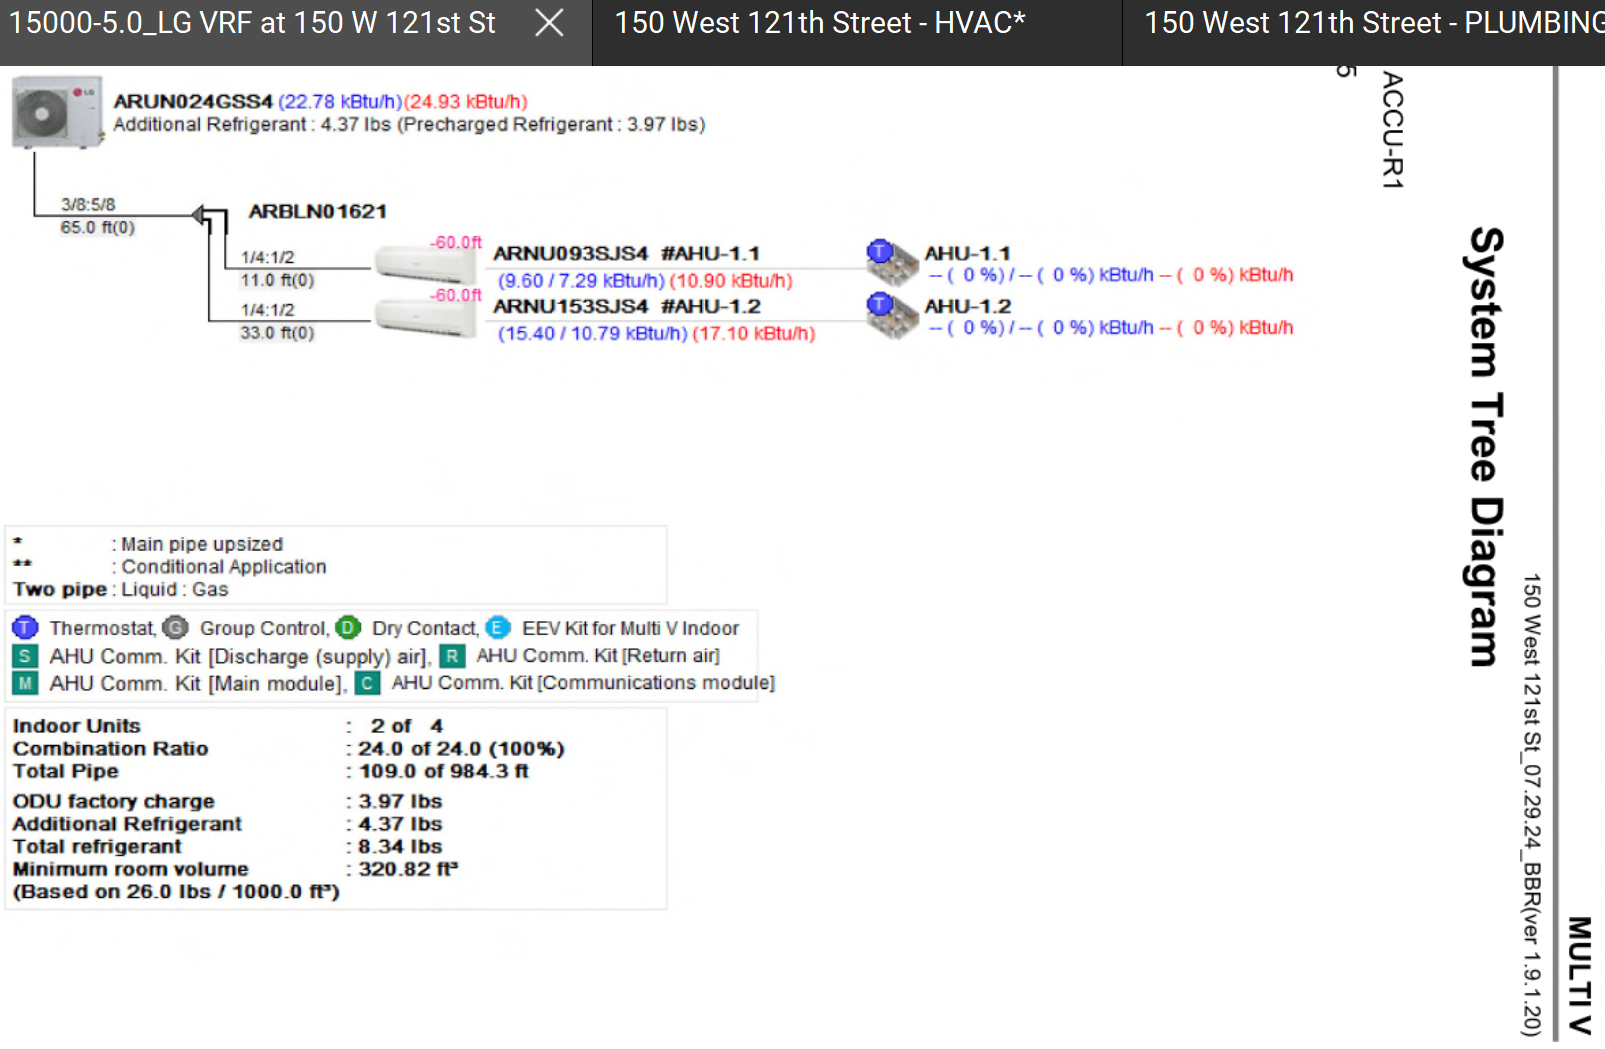 15000-5.0_LG VRF at 150 W 121st St
150 West 121th Street - HVAC*
150 West 121th Street - PLUMBING
LG
ARUN024GSS4 (22.78 kBtu/h)(24.93 kBtu/h)
Additional Refrigerant : 4.37 lbs (Precharged Refrigerant : 3.97 lbs)
3/8:5/8
65.0 ft(0)
ARBLN01621
1/4:1/2
11.0 ft(0)
-60.0ft
ARNU093SJS4 #AHU-1.1
(9.60 / 7.29 kBtu/h) (10.90 kBtu/h)
T
AHU-1.1
-- ( 0 %) / -- ( 0 %) kBtu/h -- ( 0 %) kBtu/h
1/4:1/2
33.0 ft(0)
-60.0ft
ARNU153SJS4 #AHU-1.2
(15.40 / 10.79 kBtu/h) (17.10 kBtu/h)
T
AHU-1.2
-- ( 0 %) / -- ( 0 %) kBtu/h -- ( 0 %) kBtu/h
* : Main pipe upsized
** : Conditional Application
Two pipe : Liquid : Gas
T Thermostat, G Group Control, D Dry Contact, E EEV Kit for Multi V Indoor
S AHU Comm. Kit [Discharge (supply) air], R AHU Comm. Kit [Return air]
M AHU Comm. Kit [Main module], C AHU Comm. Kit [Communications module]
Indoor Units : 2 of 4
Combination Ratio : 24.0 of 24.0 (100%)
Total Pipe : 109.0 of 984.3 ft
ODU factory charge : 3.97 lbs
Additional Refrigerant : 4.37 lbs
Total refrigerant : 8.34 lbs
Minimum room volume : 320.82 ft³
(Based on 26.0 lbs / 1000.0 ft³)
5
ACCU-R1
System Tree Diagram
150 West 121st St_07.29.24_BBR(ver 1.9.1.20)
MULTI V